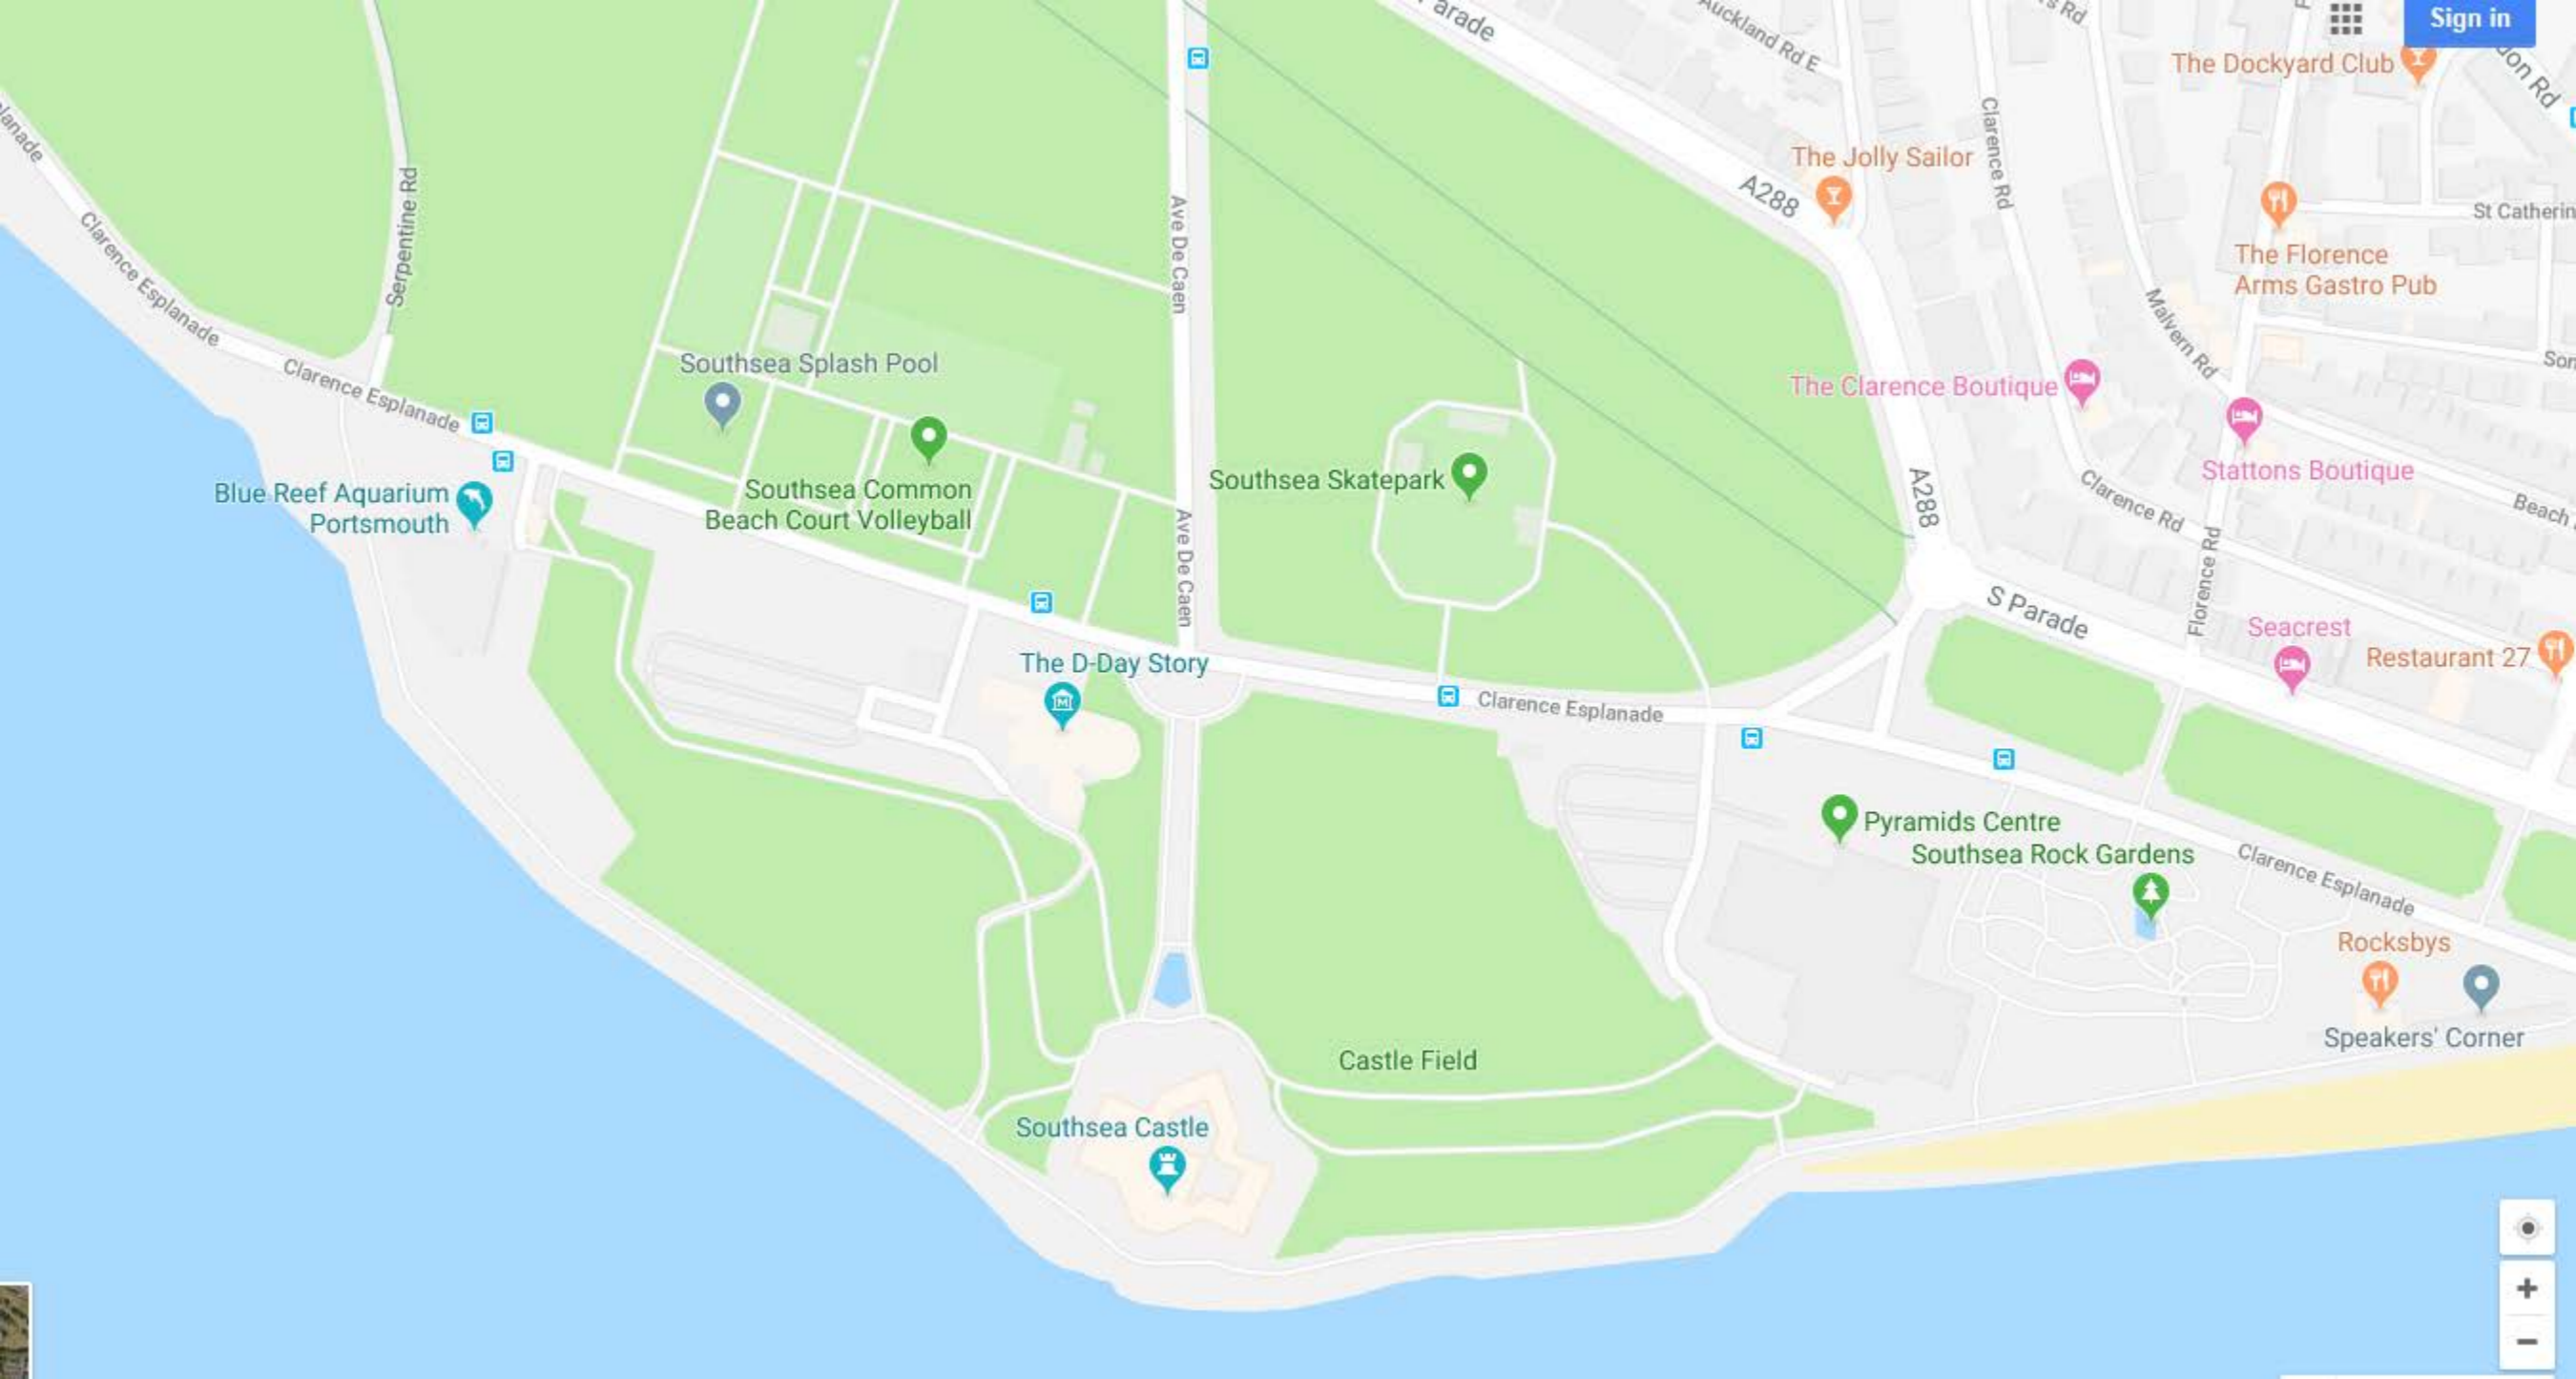 Sign in
Parade
Auckland Rd E
The Dockyard Club
The Jolly Sailor
A288
Clarence Rd
Serpentine Rd
Ave De Caen
St Catherin
The Florence
Arms Gastro Pub
Clarence Esplanade
Malvern Rd
Clarence Esplanade
Southsea Splash Pool
The Clarence Boutique
Stattons Boutique
Southsea Skatepark
A288
Clarence Rd
Beach
Blue Reef Aquarium
Portsmouth
Southsea Common
Beach Court Volleyball
Ave De Caen
Florence Rd
S Parade
Seacrest
Restaurant 27
The D-Day Story
Clarence Esplanade
Pyramids Centre
Southsea Rock Gardens
Clarence Esplanade
Rocksbys
Speakers' Corner
Castle Field
Southsea Castle